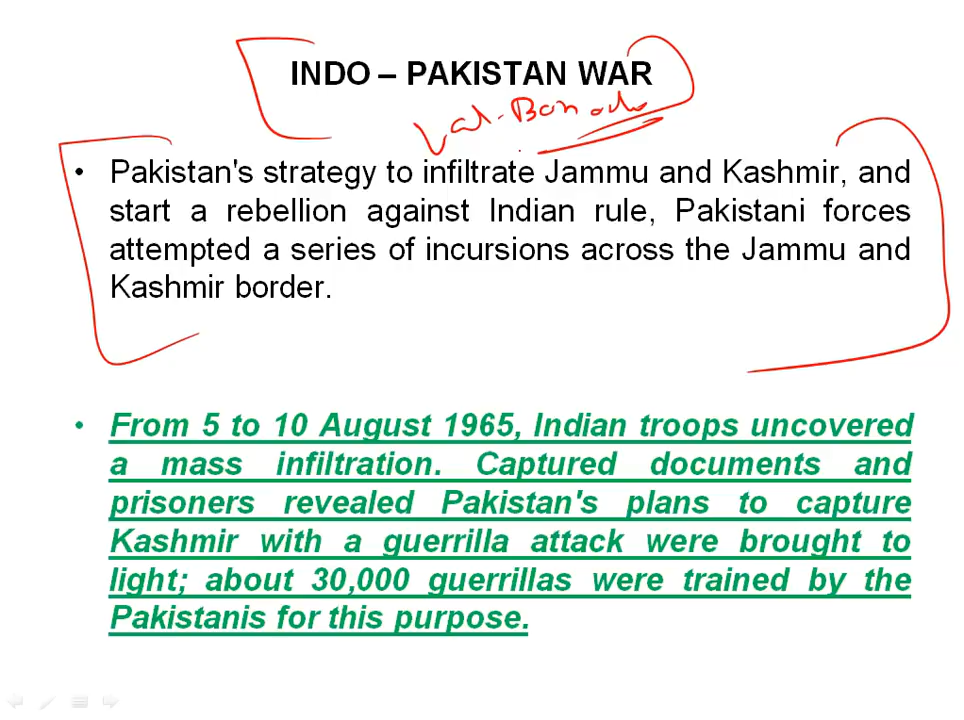 INDO – PAKISTAN WAR
Lal-Bahadu
• Pakistan's strategy to infiltrate Jammu and Kashmir, and
start a rebellion against Indian rule, Pakistani forces
attempted a series of incursions across the Jammu and
Kashmir border.
• From 5 to 10 August 1965, Indian troops uncovered
a mass infiltration. Captured documents and
prisoners revealed Pakistan's plans to capture
Kashmir with a guerrilla attack were brought to
light; about 30,000 guerrillas were trained by the
Pakistanis for this purpose.